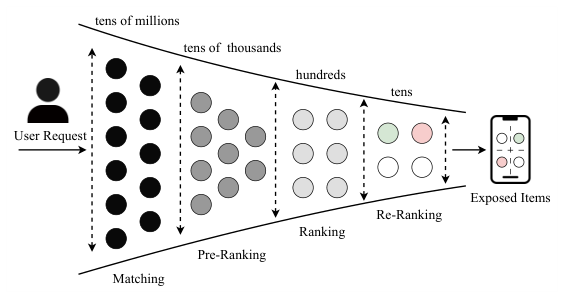 tens of millions
tens of thousands
hundreds
tens
User Request
Exposed Items
Re-Ranking
Ranking
Pre-Ranking
Matching